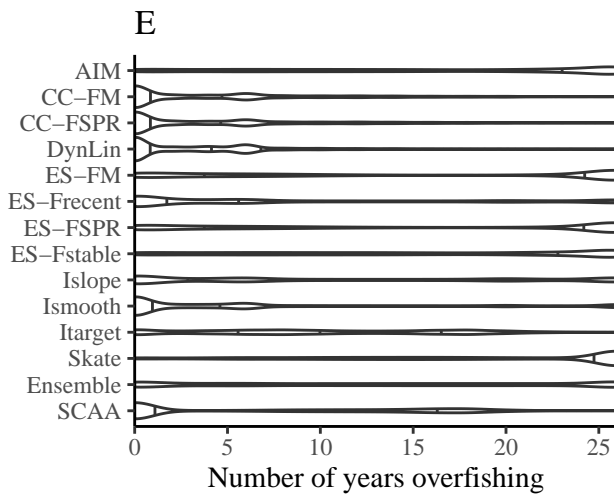 E
AIM
CC−FM
CC−FSPR
DynLin
ES−FM
ES−Frecent
ES−FSPR
ES−Fstable
Islope
Ismooth
Itarget
Skate
Ensemble
SCAA
0 5 10 15 20 25
Number of years overfishing